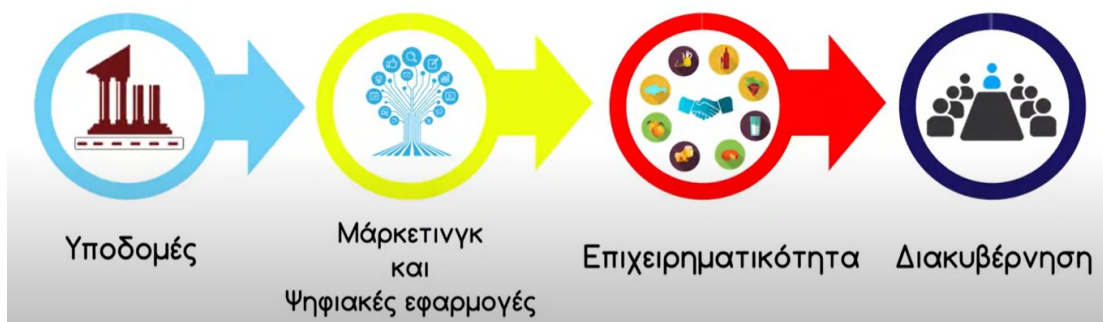 Υποδομές
Μάρκετινγκ
και
Ψηφιακές εφαρμογές
Επιχειρηματικότητα
Διακυβέρνηση